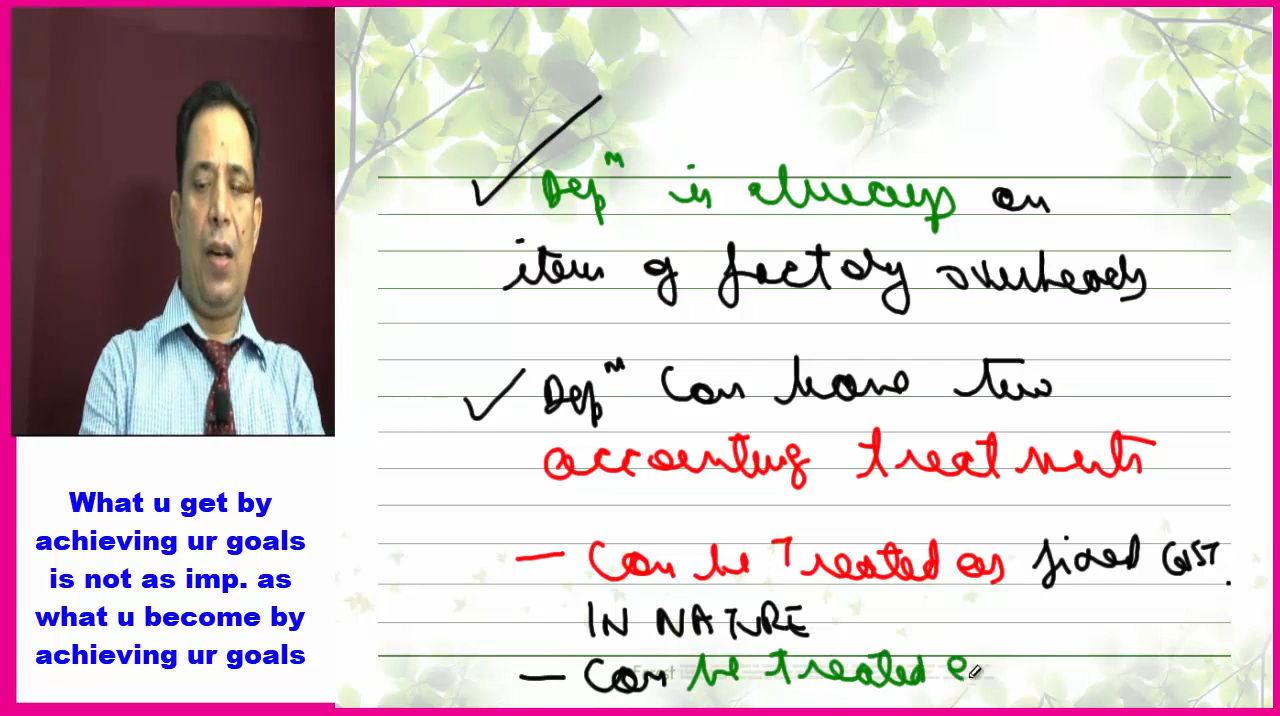 Depn is always an
item of factory overheads
Depn can have two
accounting treatments
— Can be Treated as fixed COST.
IN NATURE
— Can be treated
What u get by
achieving ur goals
is not as imp. as
what u become by
achieving ur goals